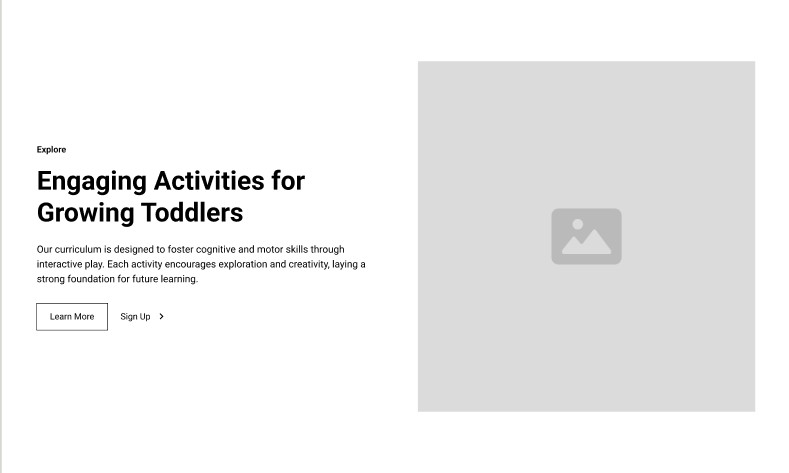 Explore
Engaging Activities for
Growing Toddlers
Our curriculum is designed to foster cognitive and motor skills through
interactive play. Each activity encourages exploration and creativity, laying a
strong foundation for future learning.
Learn More
Sign Up